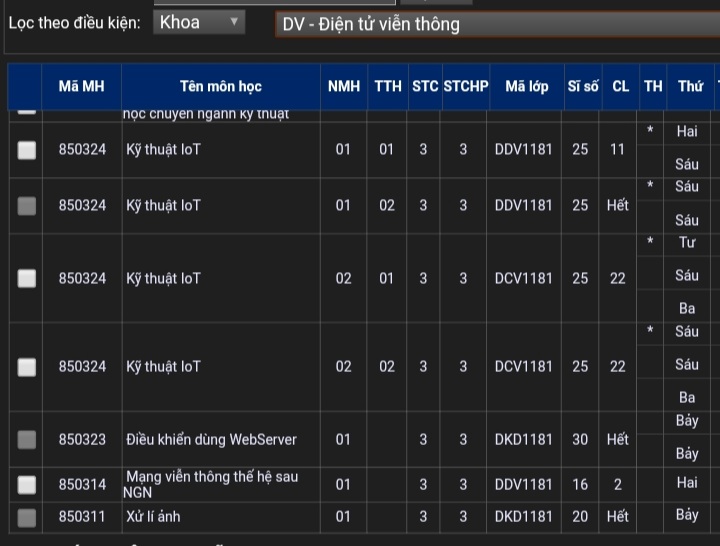 Lọc theo điều kiện: Khoa DV - Điện tử viễn thông
Mã MH Tên môn học NMH TTH STC STCHP Mã lớp Sĩ số CL TH Thứ
học chuyên ngành kỹ thuật
* Hai
850324 Kỹ thuật IoT 01 01 3 3 DDV1181 25 11
Sáu
* Sáu
850324 Kỹ thuật IoT 01 02 3 3 DDV1181 25 Hết
Sáu
* Tư
850324 Kỹ thuật IoT 02 01 3 3 DCV1181 25 22 Sáu
Ba
* Sáu
850324 Kỹ thuật IoT 02 02 3 3 DCV1181 25 22 Sáu
Ba
Bảy
850323 Điều khiển dùng WebServer 01 3 3 DKD1181 30 Hết
Bảy
850314 Mạng viễn thông thế hệ sau 01 3 3 DDV1181 16 2 Hai
NGN
850311 Xử lí ảnh 01 3 3 DKD1181 20 Hết Bảy